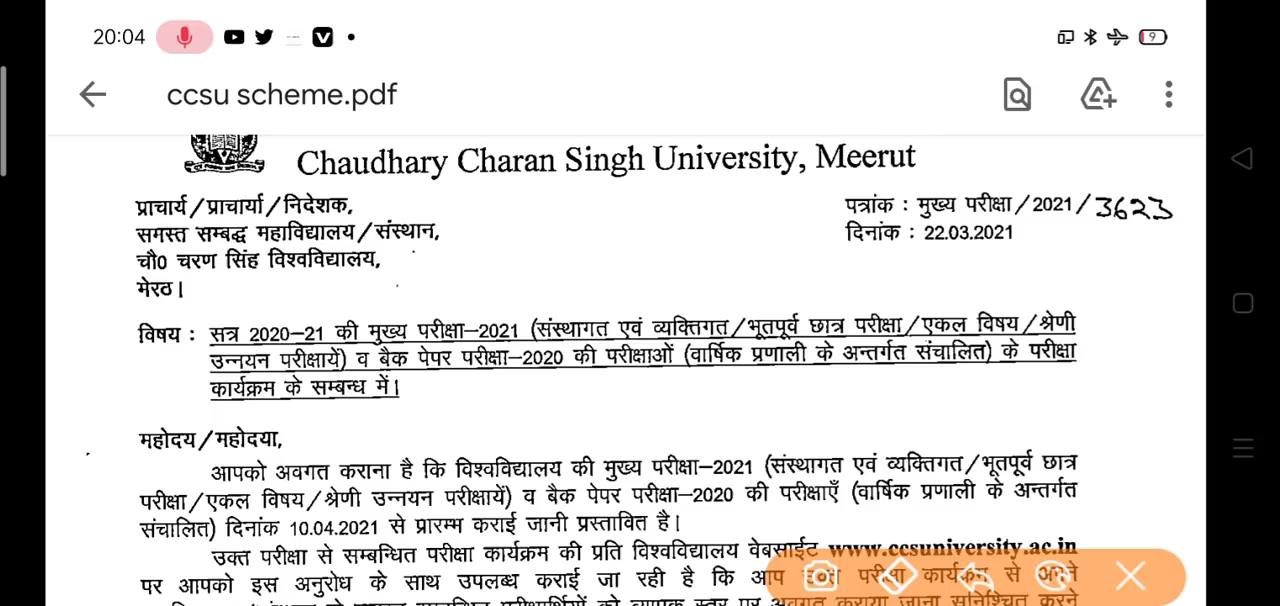 20:04
9
ccsu scheme.pdf
Chaudhary Charan Singh University, Meerut
प्राचार्य/प्राचार्या/निदेशक,
पत्रांक : मुख्य परीक्षा/2021/3623
समस्त सम्बद्ध महाविद्यालय/संस्थान,
दिनांक : 22.03.2021
चौ0 चरण सिंह विश्वविद्यालय,
मेरठ।
विषय : सत्र 2020-21 की मुख्य परीक्षा-2021 (संस्थागत एवं व्यक्तिगत/भूतपूर्व छात्र परीक्षा/एकल विषय/श्रेणी
उन्नयन परीक्षायें) व बैक पेपर परीक्षा-2020 की परीक्षाओं (वार्षिक प्रणाली के अन्तर्गत संचालित) के परीक्षा
कार्यक्रम के सम्बन्ध में।
महोदय/महोदया,
आपको अवगत कराना है कि विश्वविद्यालय की मुख्य परीक्षा-2021 (संस्थागत एवं व्यक्तिगत/भूतपूर्व छात्र
परीक्षा/एकल विषय/श्रेणी उन्नयन परीक्षायें) व बैक पेपर परीक्षा-2020 की परीक्षाएँ (वार्षिक प्रणाली के अन्तर्गत
संचालित) दिनांक 10.04.2021 से प्रारम्भ कराई जानी प्रस्तावित है।
उक्त परीक्षा से सम्बन्धित परीक्षा कार्यक्रम की प्रति विश्वविद्यालय वेबसाईट www.ccsuniversity.ac.in
पर आपको इस अनुरोध के साथ उपलब्ध कराई जा रही है कि आप उक्त परीक्षा कार्यक्रम से अपने